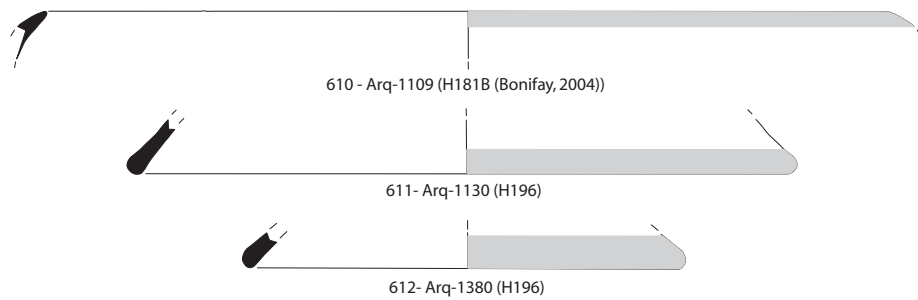 610 - Arq-1109 (H181B (Bonifay, 2004))
611- Arq-1130 (H196)
612- Arq-1380 (H196)